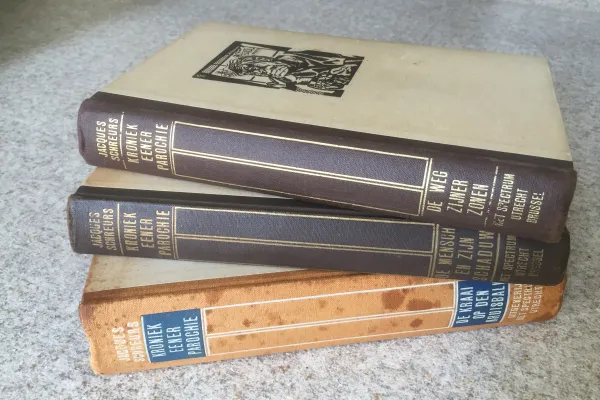 JACQUES
SCHREURS
KRONIEK
EENER
PAROCHIE
DE WEG
ZIJNER
ZONEN
HET SPECTRUM
UTRECHT
BRUSSEL
JACQUES
SCHREURS
KRONIEK
EENER
PAROCHIE
DE MENSCH
EN ZIJN
SCHADUW
HET SPECTRUM
UTRECHT
BRUSSEL
JACQUES
SCHREURS
KRONIEK
EENER
PAROCHIE
DE KRAAI
OP DEN
KRUISBALK
HET SPECTRUM
UTRECHT